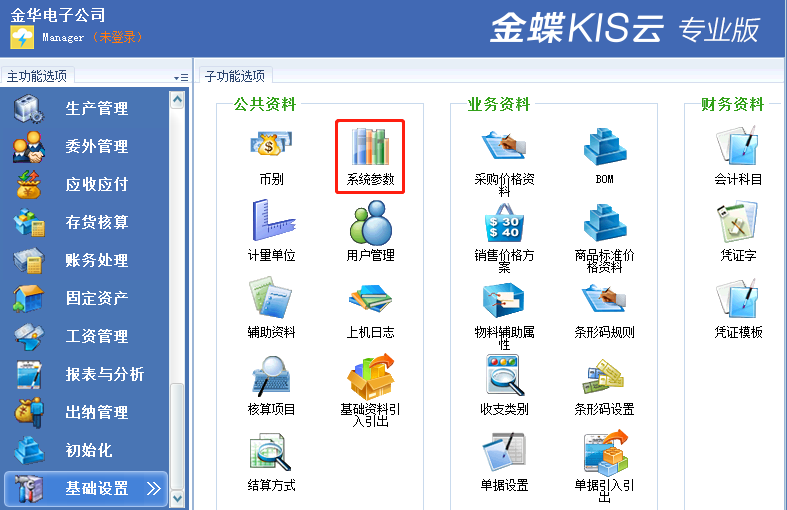 金华电子公司
Manager (未登录)
金蝶KIS云 专业版
主功能选项
子功能选项
生产管理
委外管理
应收应付
存货核算
账务处理
固定资产
工资管理
报表与分析
出纳管理
初始化
基础设置
公共资料
币别
系统参数
计量单位
用户管理
辅助资料
上机日志
核算项目
基础资料引
入引出
结算方式
业务资料
采购价格资
料
BOM
$ 30
$ 40
销售价格方
案
商品标准价
格资料
物料辅助属
性
条形码规则
收支类别
条形码设置
单据设置
单据引入引
出
财务资料
会计科目
凭证字
凭证模板